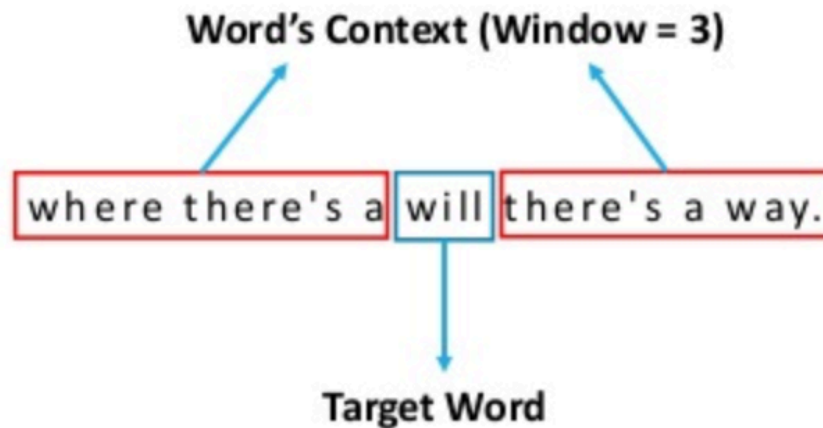 Word’s Context (Window = 3)
where there's a will there's a way.
Target Word